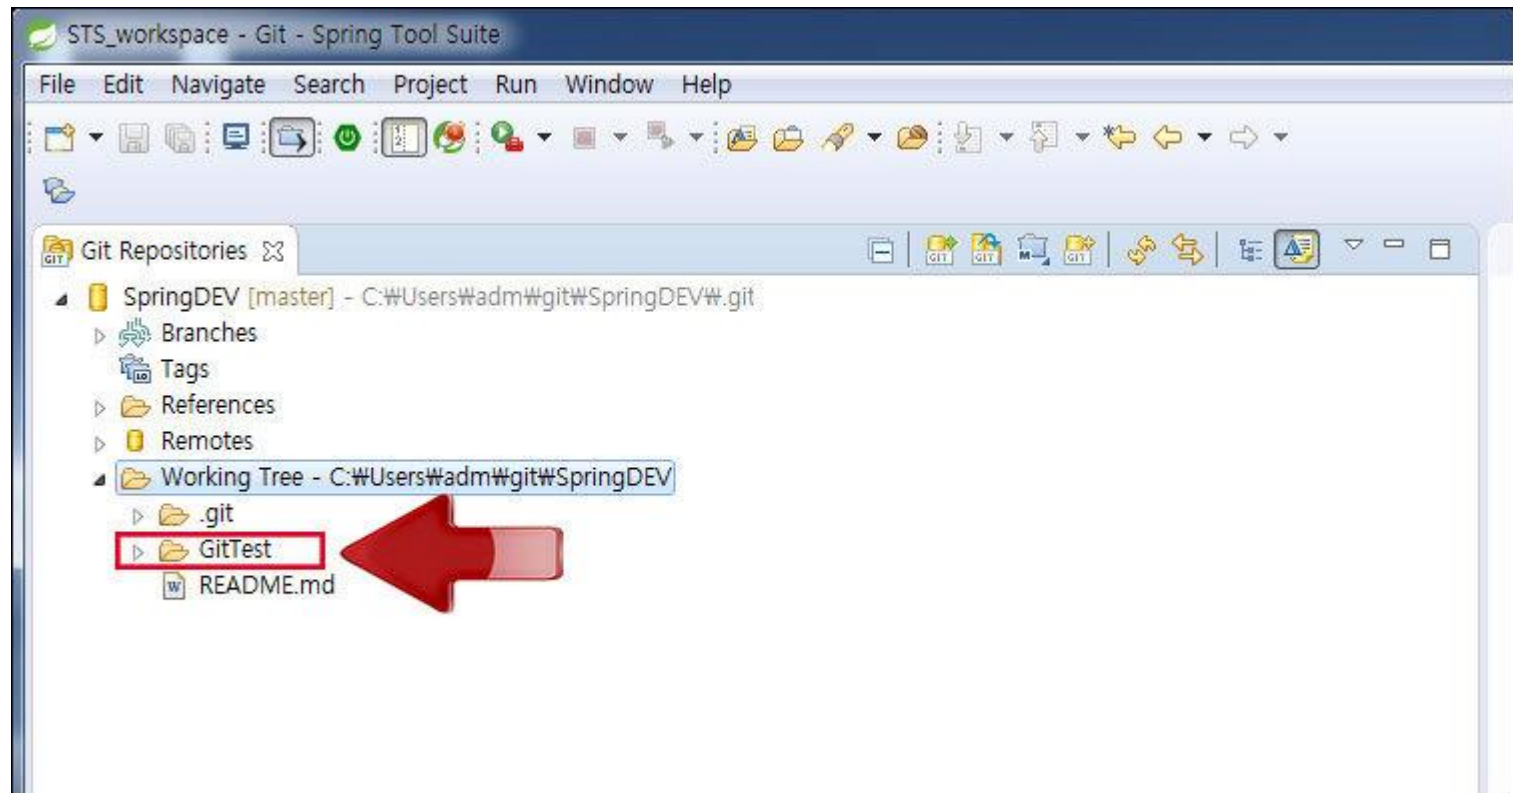 STS_workspace - Git - Spring Tool Suite
File Edit Navigate Search Project Run Window Help
Git Repositories
SpringDEV [master] - C:₩Users₩adm₩git₩SpringDEV₩.git
Branches
Tags
References
Remotes
Working Tree - C:₩Users₩adm₩git₩SpringDEV
.git
GitTest
README.md